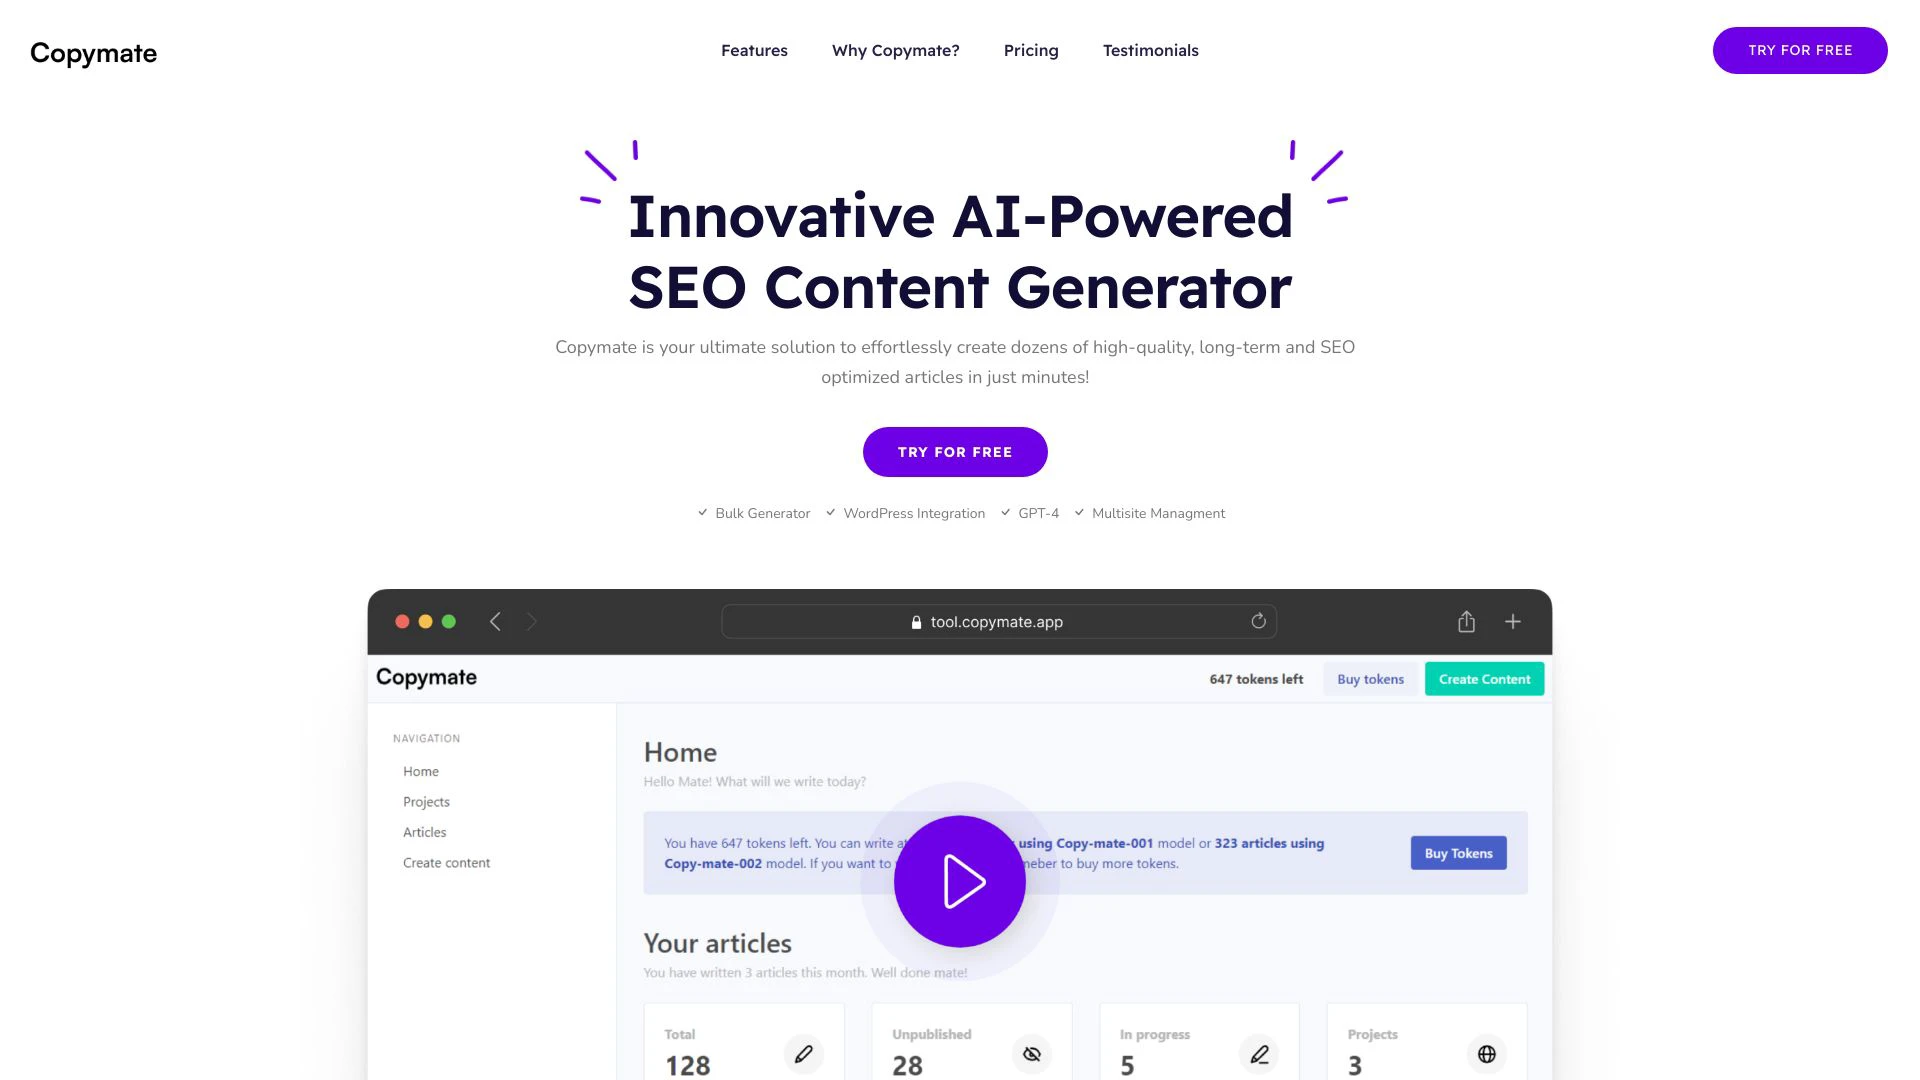 Copymate
Features
Why Copymate?
Pricing
Testimonials
TRY FOR FREE
Innovative AI-Powered
SEO Content Generator
Copymate is your ultimate solution to effortlessly create dozens of high-quality, long-term and SEO
optimized articles in just minutes!
TRY FOR FREE
Bulk Generator
WordPress Integration
GPT-4
Multisite Managment
tool.copymate.app
Copymate
647 tokens left
Buy tokens
Create Content
NAVIGATION
Home
Projects
Articles
Create content
Home
Hello Mate! What will we write today?
You have 647 tokens left. You can write using Copy-mate-001 model or 323 articles using
Copy-mate-002 model. If you want to to buy more tokens.
Buy Tokens
Your articles
You have written 3 articles this month. Well done mate!
Total
128
Unpublished
28
In progress
5
Projects
3